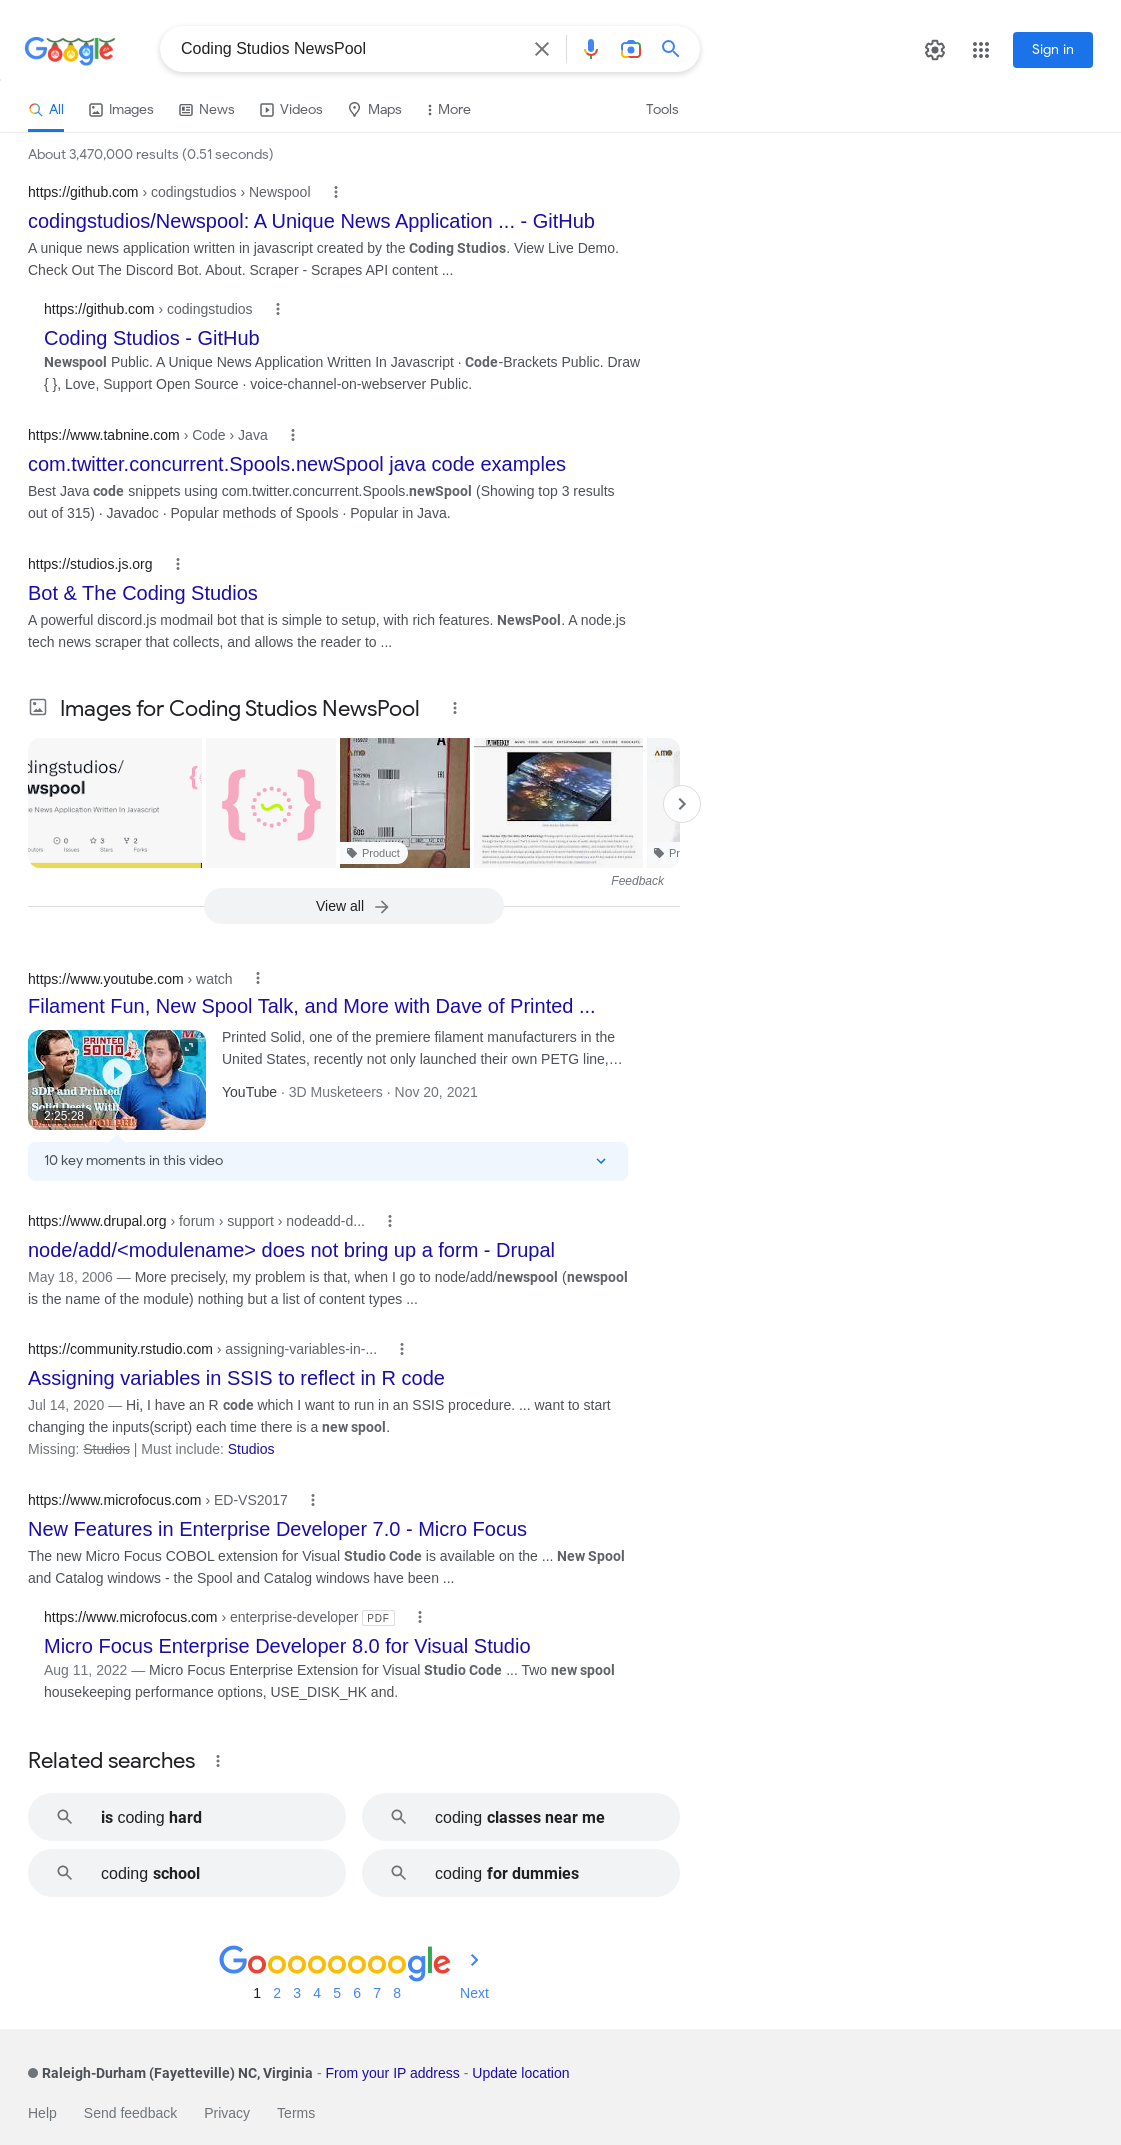 Google
Coding Studios NewsPool
Sign in
All Images News Videos Maps More Tools
About 3,470,000 results (0.51 seconds)
https://github.com › codingstudios › Newspool
codingstudios/Newspool: A Unique News Application ... - GitHub
A unique news application written in javascript created by the Coding Studios. View Live Demo.
Check Out The Discord Bot. About. Scraper - Scrapes API content ...
https://github.com › codingstudios
Coding Studios - GitHub
Newspool Public. A Unique News Application Written In Javascript · Code-Brackets Public. Draw
{ }, Love, Support Open Source · voice-channel-on-webserver Public.
https://www.tabnine.com › Code › Java
com.twitter.concurrent.Spools.newSpool java code examples
Best Java code snippets using com.twitter.concurrent.Spools.newSpool (Showing top 3 results
out of 315) · Javadoc · Popular methods of Spools · Popular in Java.
https://studios.js.org
Bot & The Coding Studios
A powerful discord.js modmail bot that is simple to setup, with rich features. NewsPool. A node.js
tech news scraper that collects, and allows the reader to ...
Images for Coding Studios NewsPool
dingstudios/
wspool
e News Application Written In Javascript
0 3 2
Issues Stars Forks
AMO
A
600
Product
WEEKLY
AMO
Pr
Feedback
View all
https://www.youtube.com › watch
Filament Fun, New Spool Talk, and More with Dave of Printed ...
PRINTED
SOLID
3DP and Printed
Solid Deets With
2:25:28
Printed Solid, one of the premiere filament manufacturers in the
United States, recently not only launched their own PETG line,...
YouTube · 3D Musketeers · Nov 20, 2021
10 key moments in this video
https://www.drupal.org › forum › support › nodeadd-d...
node/add/<modulename> does not bring up a form - Drupal
May 18, 2006 — More precisely, my problem is that, when I go to node/add/newspool (newspool
is the name of the module) nothing but a list of content types ...
https://community.rstudio.com › assigning-variables-in-...
Assigning variables in SSIS to reflect in R code
Jul 14, 2020 — Hi, I have an R code which I want to run in an SSIS procedure. ... want to start
changing the inputs(script) each time there is a new spool.
Missing: Studios | Must include: Studios
https://www.microfocus.com › ED-VS2017
New Features in Enterprise Developer 7.0 - Micro Focus
The new Micro Focus COBOL extension for Visual Studio Code is available on the ... New Spool
and Catalog windows - the Spool and Catalog windows have been ...
https://www.microfocus.com › enterprise-developer PDF
Micro Focus Enterprise Developer 8.0 for Visual Studio
Aug 11, 2022 — Micro Focus Enterprise Extension for Visual Studio Code ... Two new spool
housekeeping performance options, USE_DISK_HK and.
Related searches
is coding hard
coding classes near me
coding school
coding for dummies
Goooooooogle
1 2 3 4 5 6 7 8 Next
Raleigh-Durham (Fayetteville) NC, Virginia - From your IP address - Update location
Help Send feedback Privacy Terms